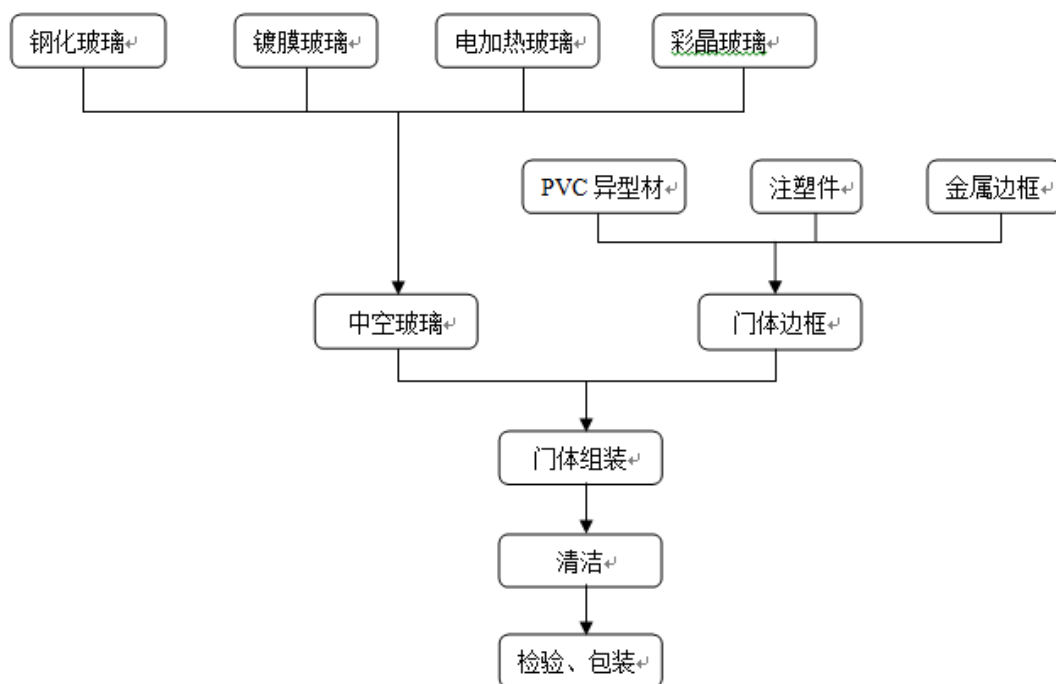 钢化玻璃
镀膜玻璃
电加热玻璃
彩晶玻璃
PVC 异型材
注塑件
金属边框
中空玻璃
门体边框
门体组装
清洁
检验、包装